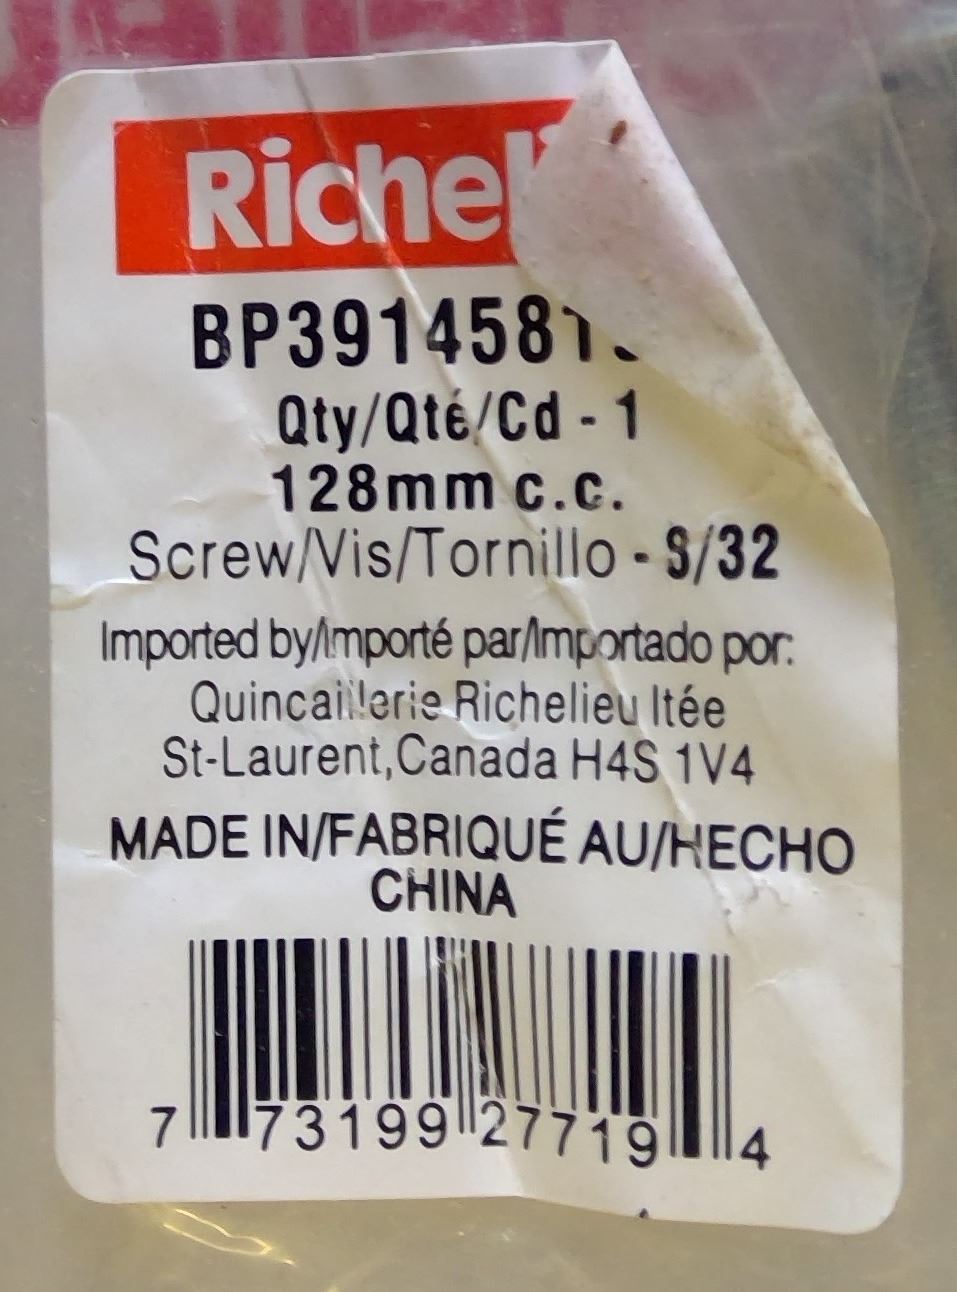 Richel
BP3914581
Qty/Qté/Cd - 1
128mm c.c.
Screw/Vis/Tornillo - 8/32
Imported by/Importé par/Importado por:
Quincaillerie Richelieu ltée
St-Laurent,Canada H4S 1V4
MADE IN/FABRIQUÉ AU/HECHO
CHINA
7 73199 27719 4